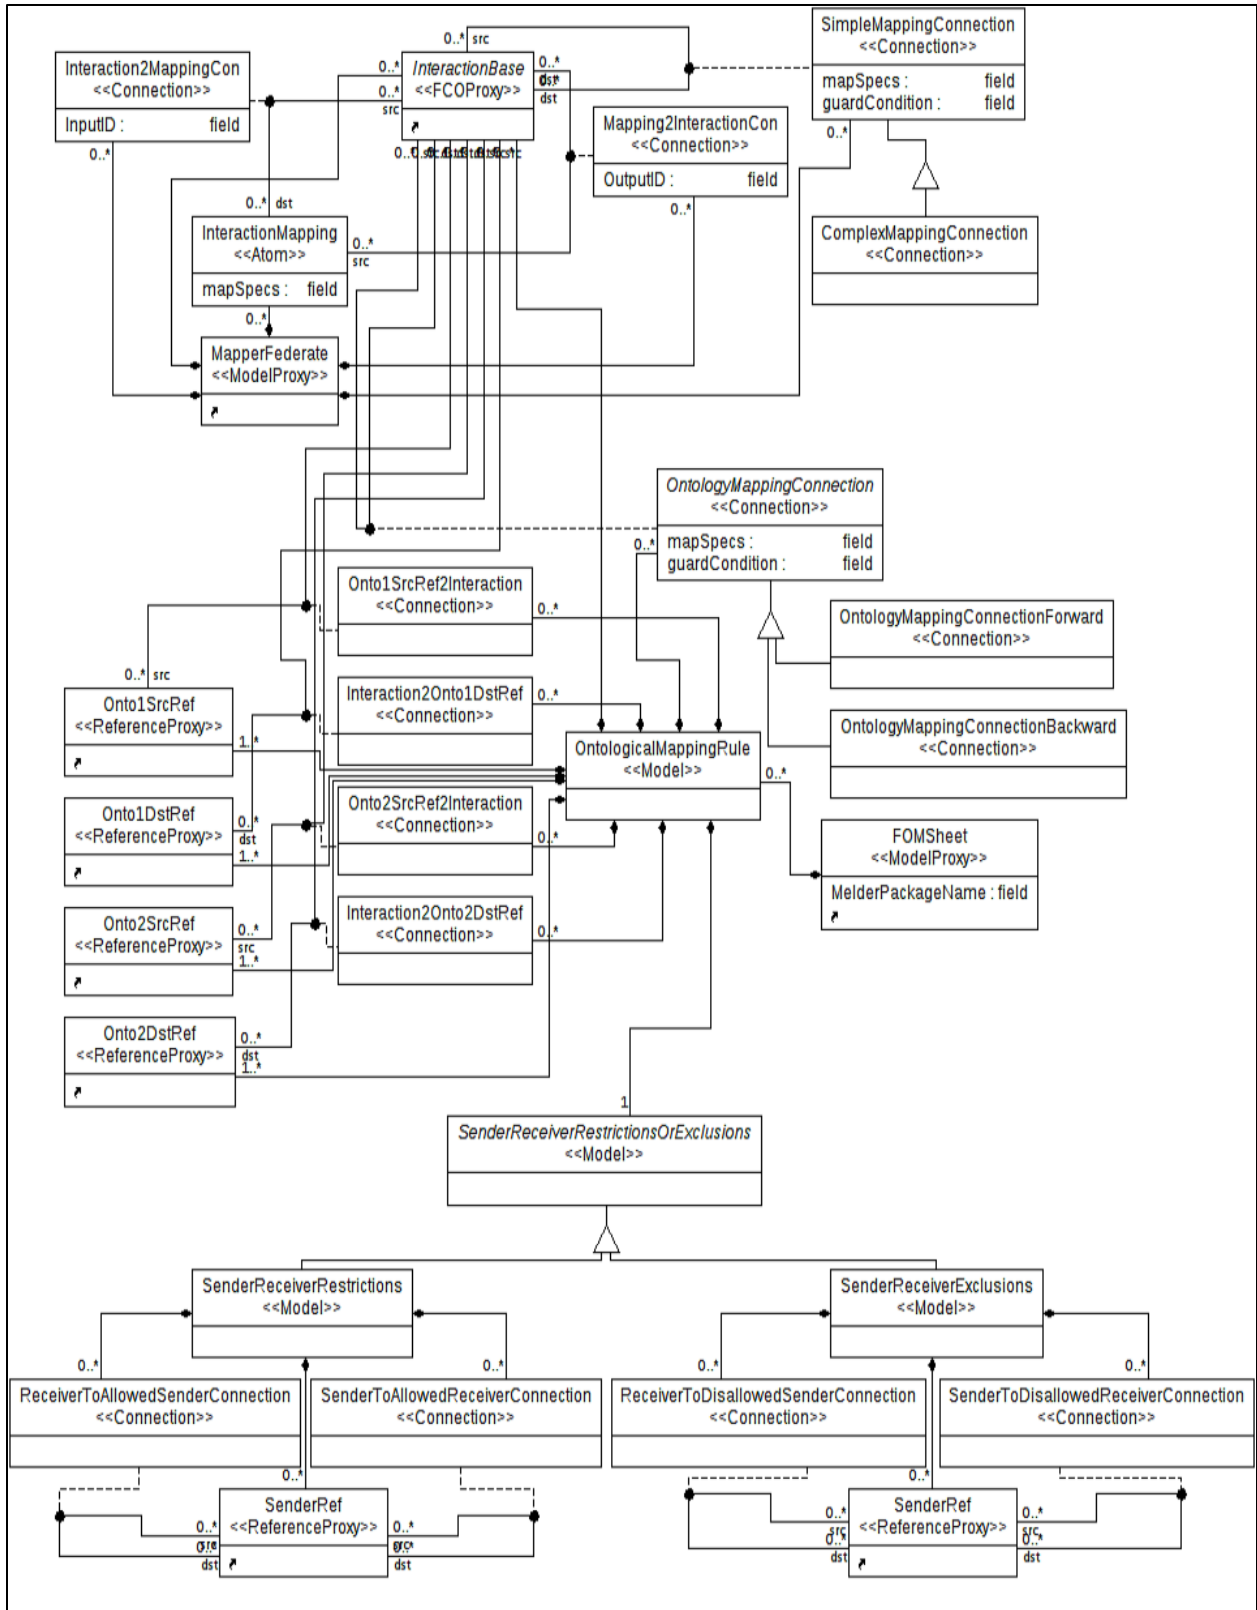 SimpleMappingConnection
<<Connection>>
mapSpecs : field
guardCondition : field
0..*
0..* src
Interaction2MappingCon
<<Connection>>
InputID : field
0..*
InteractionBase
<<FCOProxy>>
0..*
0..*
src
0..*
dst
dst
Mapping2InteractionCon
<<Connection>>
OutputID : field
0..*
ComplexMappingConnection
<<Connection>>
0..* dst
InteractionMapping
<<Atom>>
mapSpecs : field
0..*
src
0..*
MapperFederate
<<ModelProxy>>
OntologyMappingConnection
<<Connection>>
mapSpecs : field
guardCondition : field
0..*
Onto1SrcRef2Interaction
<<Connection>>
0..*
OntologyMappingConnectionForward
<<Connection>>
0..* src
Onto1SrcRef
<<ReferenceProxy>>
1..*
Interaction2Onto1DstRef
<<Connection>>
0..*
OntologyMappingConnectionBackward
<<Connection>>
OntologicalMappingRule
<<Model>>
0..*
Onto1DstRef
<<ReferenceProxy>>
0..*
dst
1..*
Onto2SrcRef2Interaction
<<Connection>>
0..*
FOMSheet
<<ModelProxy>>
MelderPackageName : field
Onto2SrcRef
<<ReferenceProxy>>
0..*
src
1..*
Interaction2Onto2DstRef
<<Connection>>
0..*
Onto2DstRef
<<ReferenceProxy>>
0..*
dst
1..*
1
SenderReceiverRestrictionsOrExclusions
<<Model>>
SenderReceiverRestrictions
<<Model>>
SenderReceiverExclusions
<<Model>>
0..*
0..*
0..*
0..*
ReceiverToAllowedSenderConnection
<<Connection>>
SenderToAllowedReceiverConnection
<<Connection>>
ReceiverToDisallowedSenderConnection
<<Connection>>
SenderToDisallowedReceiverConnection
<<Connection>>
0..*
0..*
SenderRef
<<ReferenceProxy>>
0..*
src
dst
0..*
src
dst
SenderRef
<<ReferenceProxy>>
0..*
src
dst
0..*
src
dst